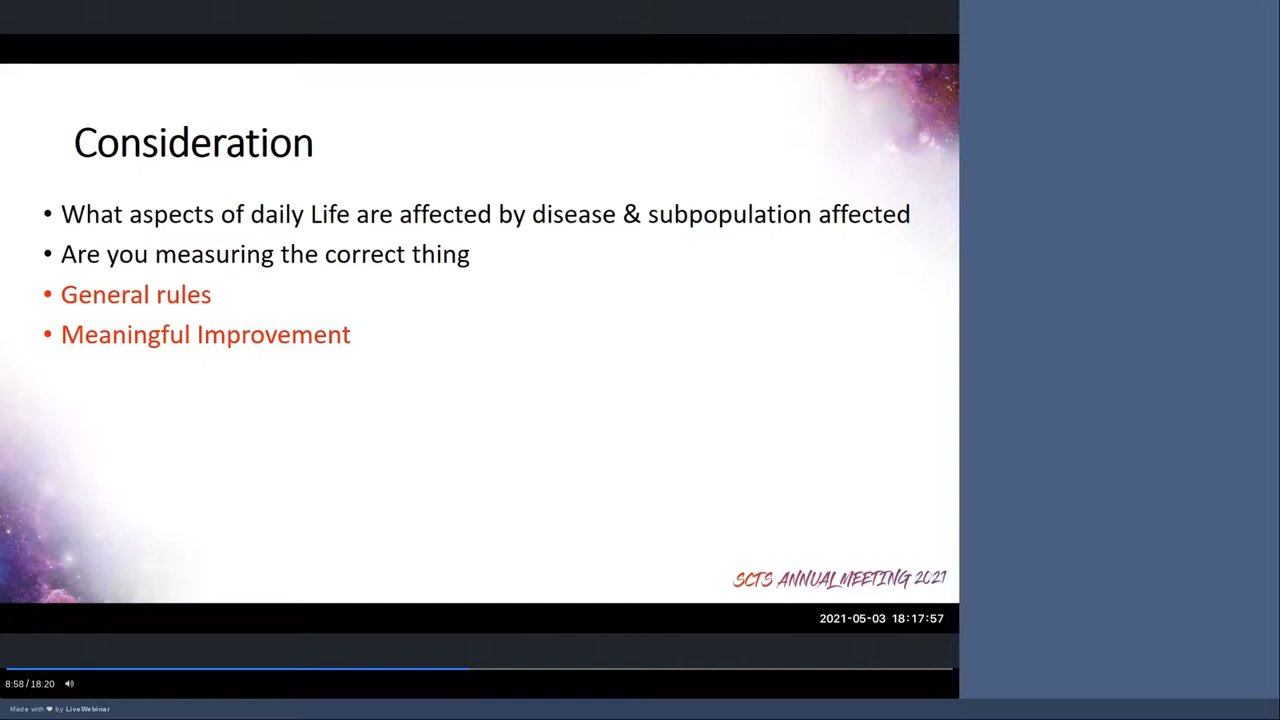 Consideration
• What aspects of daily Life are affected by disease & subpopulation affected
• Are you measuring the correct thing
• General rules
• Meaningful Improvement
SCTS ANNUAL MEETING 2021
2021-05-03 18:17:57
8:58 / 18:20
Made with ❤ by LiveWebinar